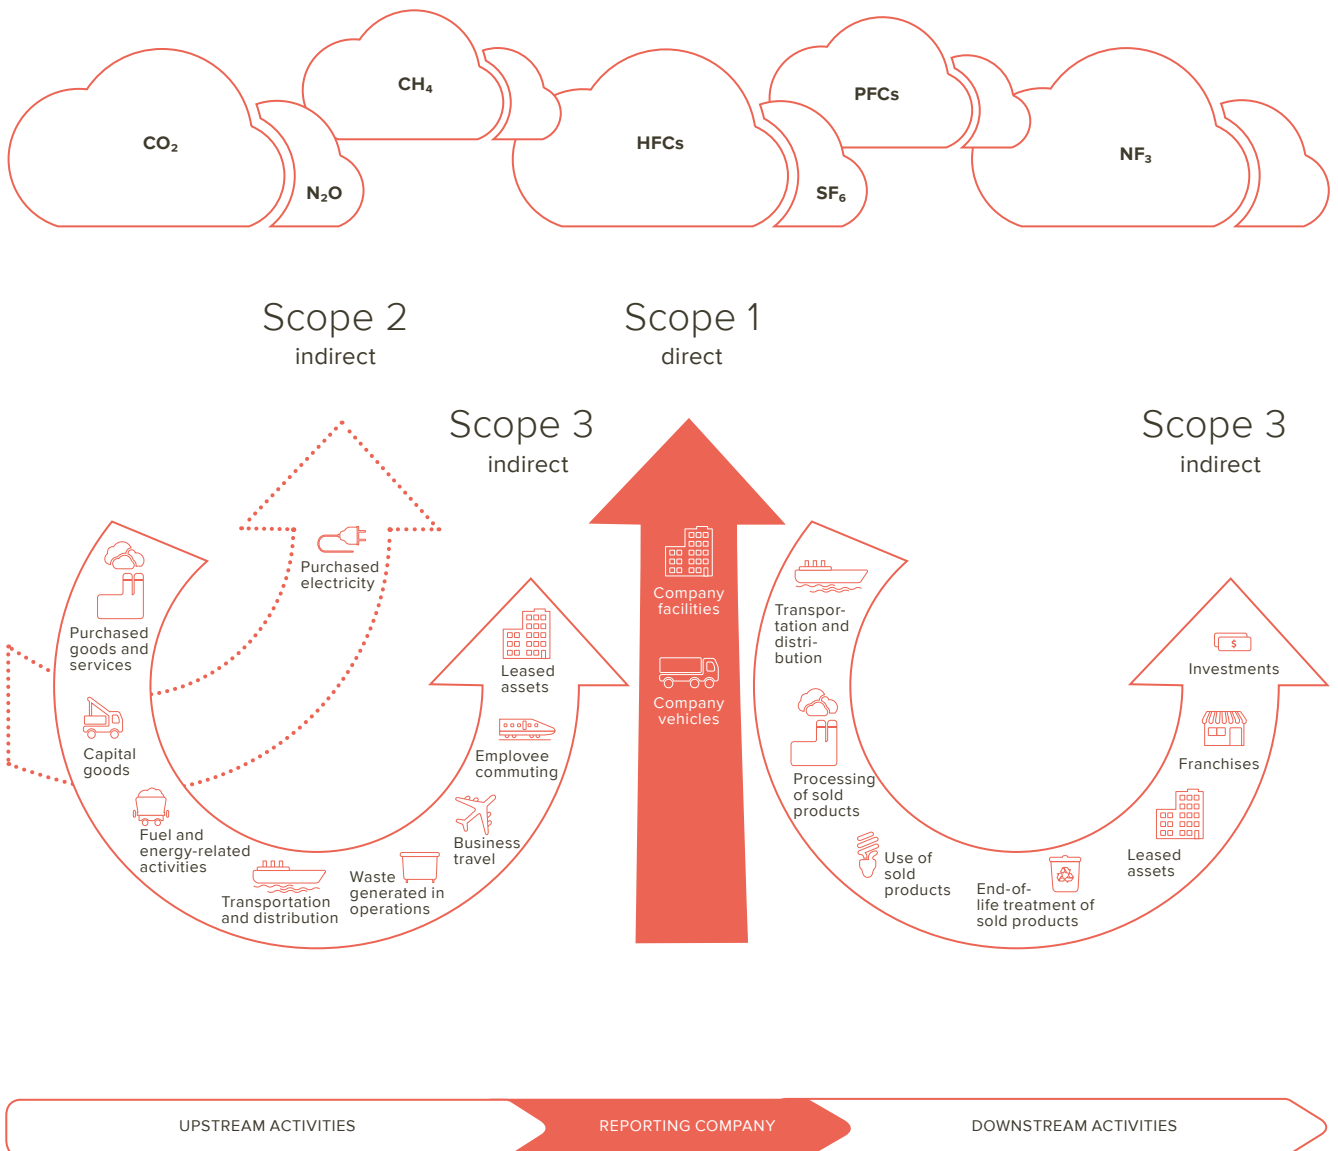 CO₂
N₂O
CH₄
HFCs
SF₆
PFCs
NF₃
Scope 2
indirect
Scope 1
direct
Scope 3
indirect
Scope 3
indirect
Purchased
electricity
Purchased
goods and
services
Capital
goods
Fuel and
energy-related
activities
Transportation
and distribution
Waste
generated in
operations
Business
travel
Employee
commuting
Leased
assets
Company
facilities
Company
vehicles
Transpor-
tation and
distri-
bution
Processing
of sold
products
Use of
sold
products
End-of-
life treatment of
sold products
Leased
assets
Franchises
$
Investments
UPSTREAM ACTIVITIES
REPORTING COMPANY
DOWNSTREAM ACTIVITIES